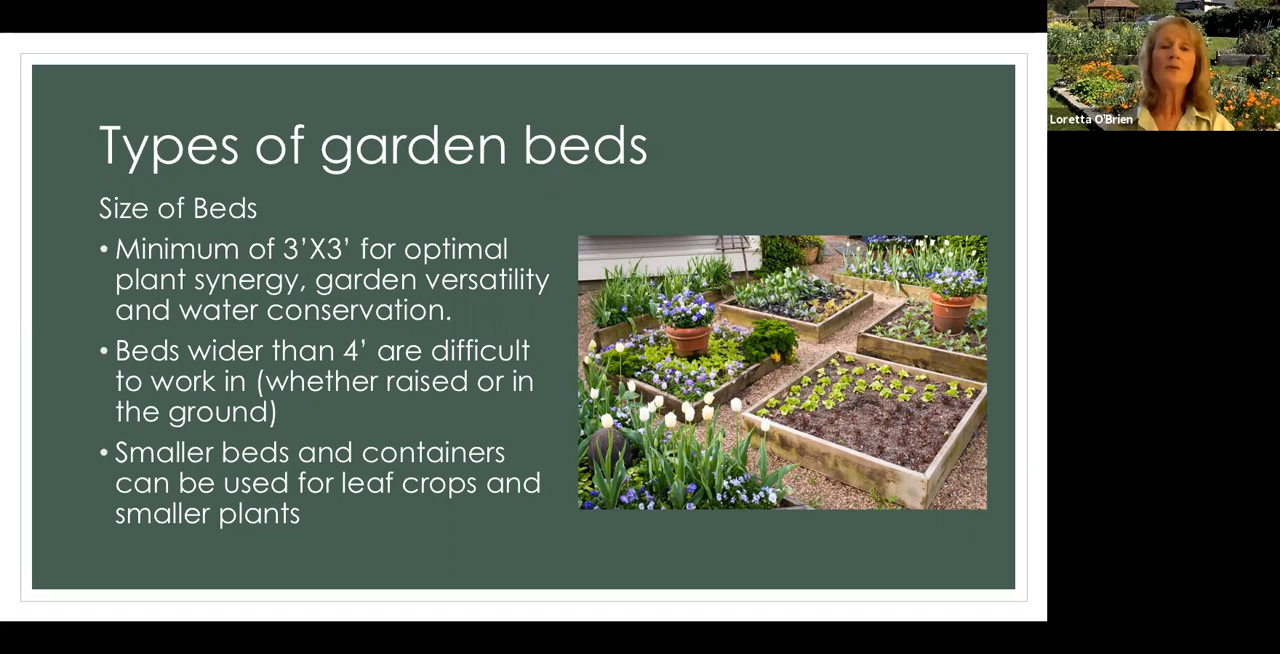 Types of garden beds
Size of Beds
• Minimum of 3’X3’ for optimal
plant synergy, garden versatility
and water conservation.
• Beds wider than 4’ are difficult
to work in (whether raised or in
the ground)
• Smaller beds and containers
can be used for leaf crops and
smaller plants
Loretta O'Brien